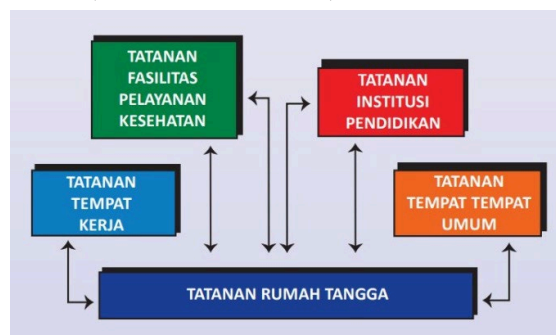 TATANAN
FASILITAS
PELAYANAN
KESEHATAN
TATANAN
INSTITUSI
PENDIDIKAN
TATANAN
TEMPAT
KERJA
TATANAN
TEMPAT TEMPAT
UMUM
TATANAN RUMAH TANGGA